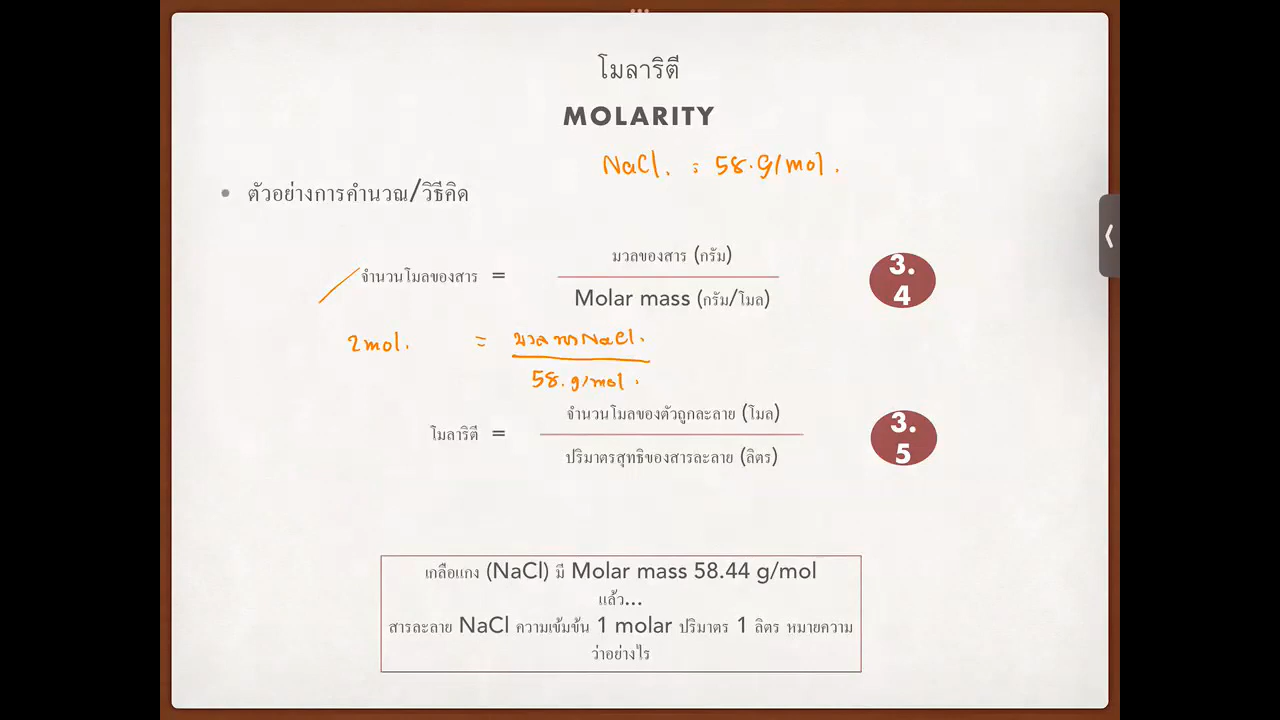 โมลาริตี
MOLARITY
NaCl. = 58. g/mol.
• ตัวอย่างการคำนวณ/วิธีคิด
จำนวนโมลของสาร = มวลของสาร (กรัม)
Molar mass (กรัม/โมล)
3.
4
2mol. = มวลของNaCl.
58. g/mol.
โมลาริตี = จำนวนโมลของตัวถูกละลาย (โมล)
ปริมาตรสุทธิของสารละลาย (ลิตร)
3.
5
เกลือแกง (NaCl) มี Molar mass 58.44 g/mol
แล้ว...
สารละลาย NaCl ความเข้มข้น 1 molar ปริมาตร 1 ลิตร หมายความ
ว่าอย่างไร